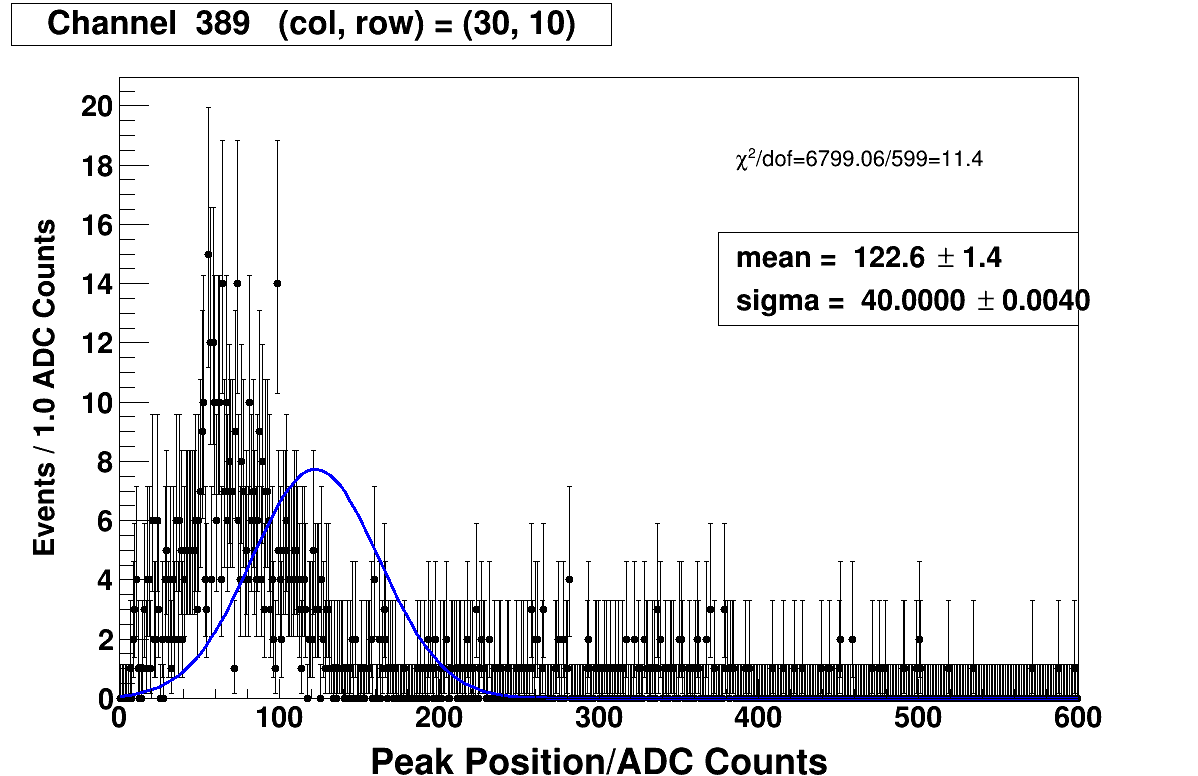 Channel 389 (col, row) = (30, 10)
20
18
16
14
12
10
8
6
4
2
0
Events / 1.0 ADC Counts
χ²/dof=6799.06/599=11.4
mean = 122.6 ± 1.4
sigma = 40.0000 ± 0.0040
0 100 200 300 400 500 600
Peak Position/ADC Counts